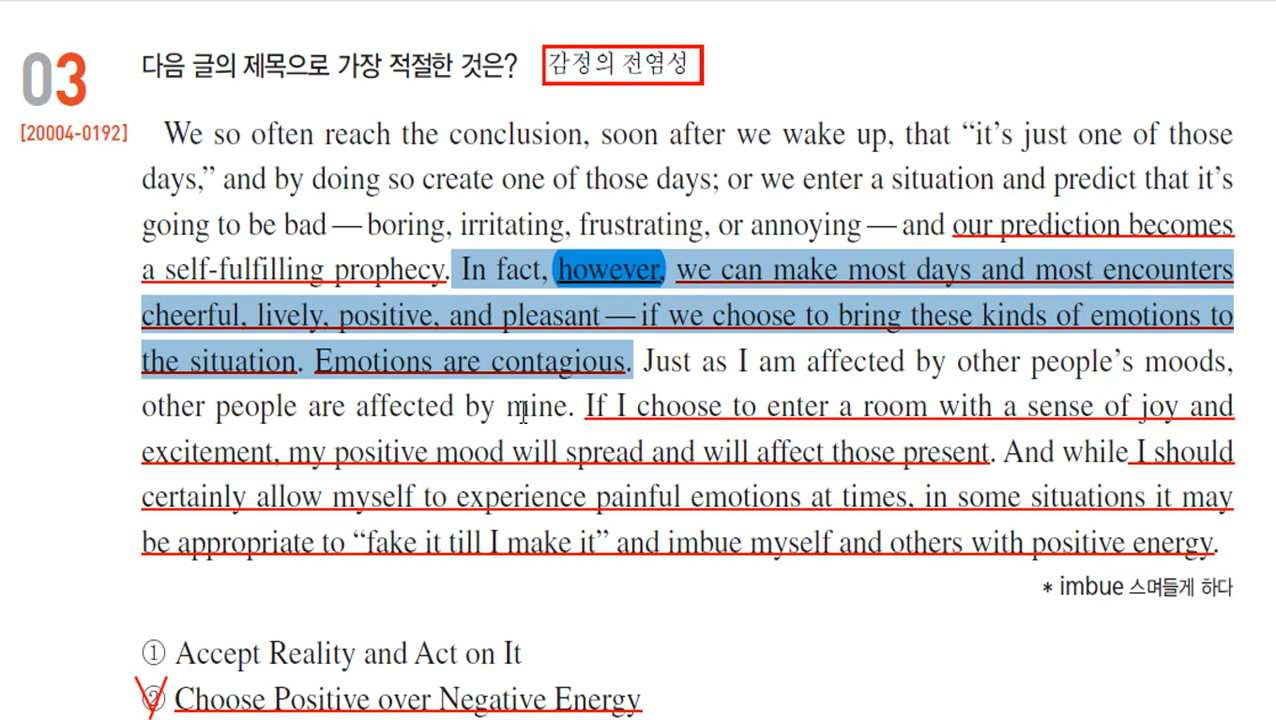 03 다음 글의 제목으로 가장 적절한 것은? 감정의 전염성
[20004-0192] We so often reach the conclusion, soon after we wake up, that “it’s just one of those
days,” and by doing so create one of those days; or we enter a situation and predict that it’s
going to be bad — boring, irritating, frustrating, or annoying — and our prediction becomes
a self-fulfilling prophecy. In fact, however, we can make most days and most encounters
cheerful, lively, positive, and pleasant — if we choose to bring these kinds of emotions to
the situation. Emotions are contagious. Just as I am affected by other people’s moods,
other people are affected by mine. If I choose to enter a room with a sense of joy and
excitement, my positive mood will spread and will affect those present. And while I should
certainly allow myself to experience painful emotions at times, in some situations it may
be appropriate to “fake it till I make it” and imbue myself and others with positive energy.
* imbue 스며들게 하다
① Accept Reality and Act on It
② Choose Positive over Negative Energy